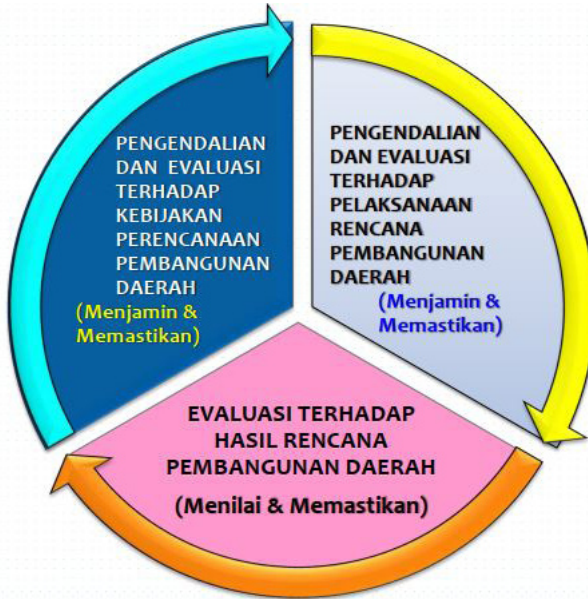 PENGENDALIAN
DAN EVALUASI
TERHADAP
KEBIJAKAN
PERENCANAAN
PEMBANGUNAN
DAERAH
(Menjamin &
Memastikan)
PENGENDALIAN
DAN EVALUASI
TERHADAP
PELAKSANAAN
RENCANA
PEMBANGUNAN
DAERAH
(Menjamin &
Memastikan)
EVALUASI TERHADAP
HASIL RENCANA
PEMBANGUNAN DAERAH
(Menilai & Memastikan)